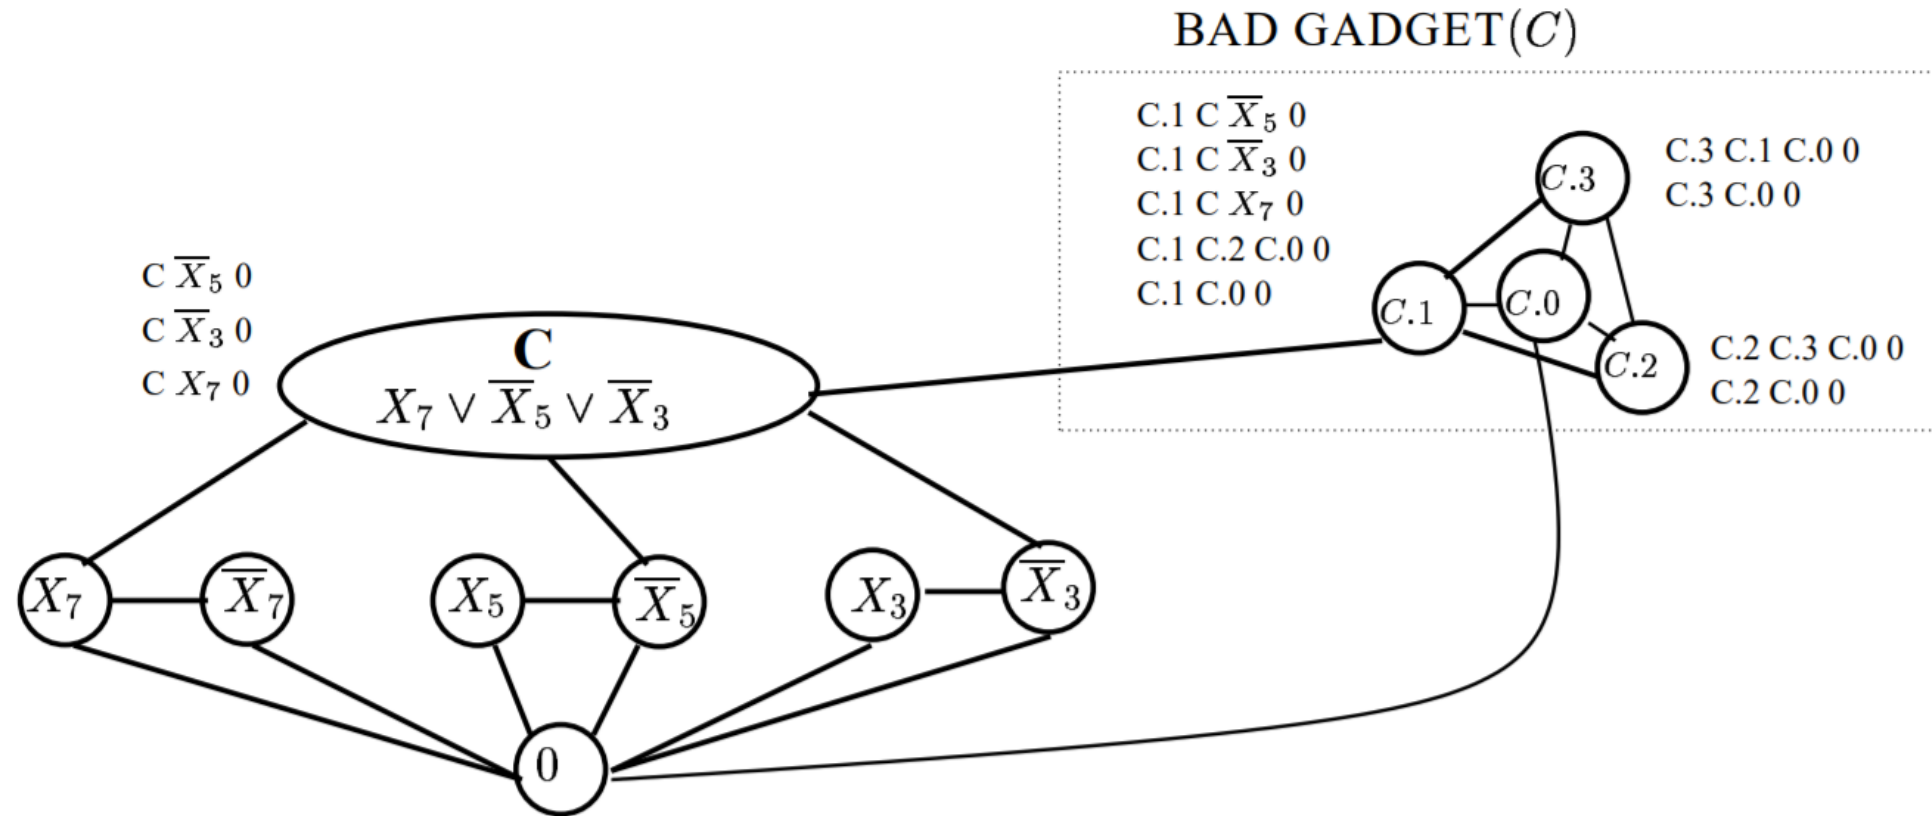 BAD GADGET(C)
C.1 C X̅₅ 0
C.1 C X̅₃ 0
C.1 C X₇ 0
C.1 C.2 C.0 0
C.1 C.0 0
C.3
C.3 C.1 C.0 0
C.3 C.0 0
C.1
C.0
C.2
C.2 C.3 C.0 0
C.2 C.0 0
C X̅₅ 0
C X̅₃ 0
C X₇ 0
C
X₇ ∨ X̅₅ ∨ X̅₃
X₇
X̅₇
X₅
X̅₅
X₃
X̅₃
0